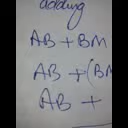 adding
AB + BM
AB + (BM
AB +